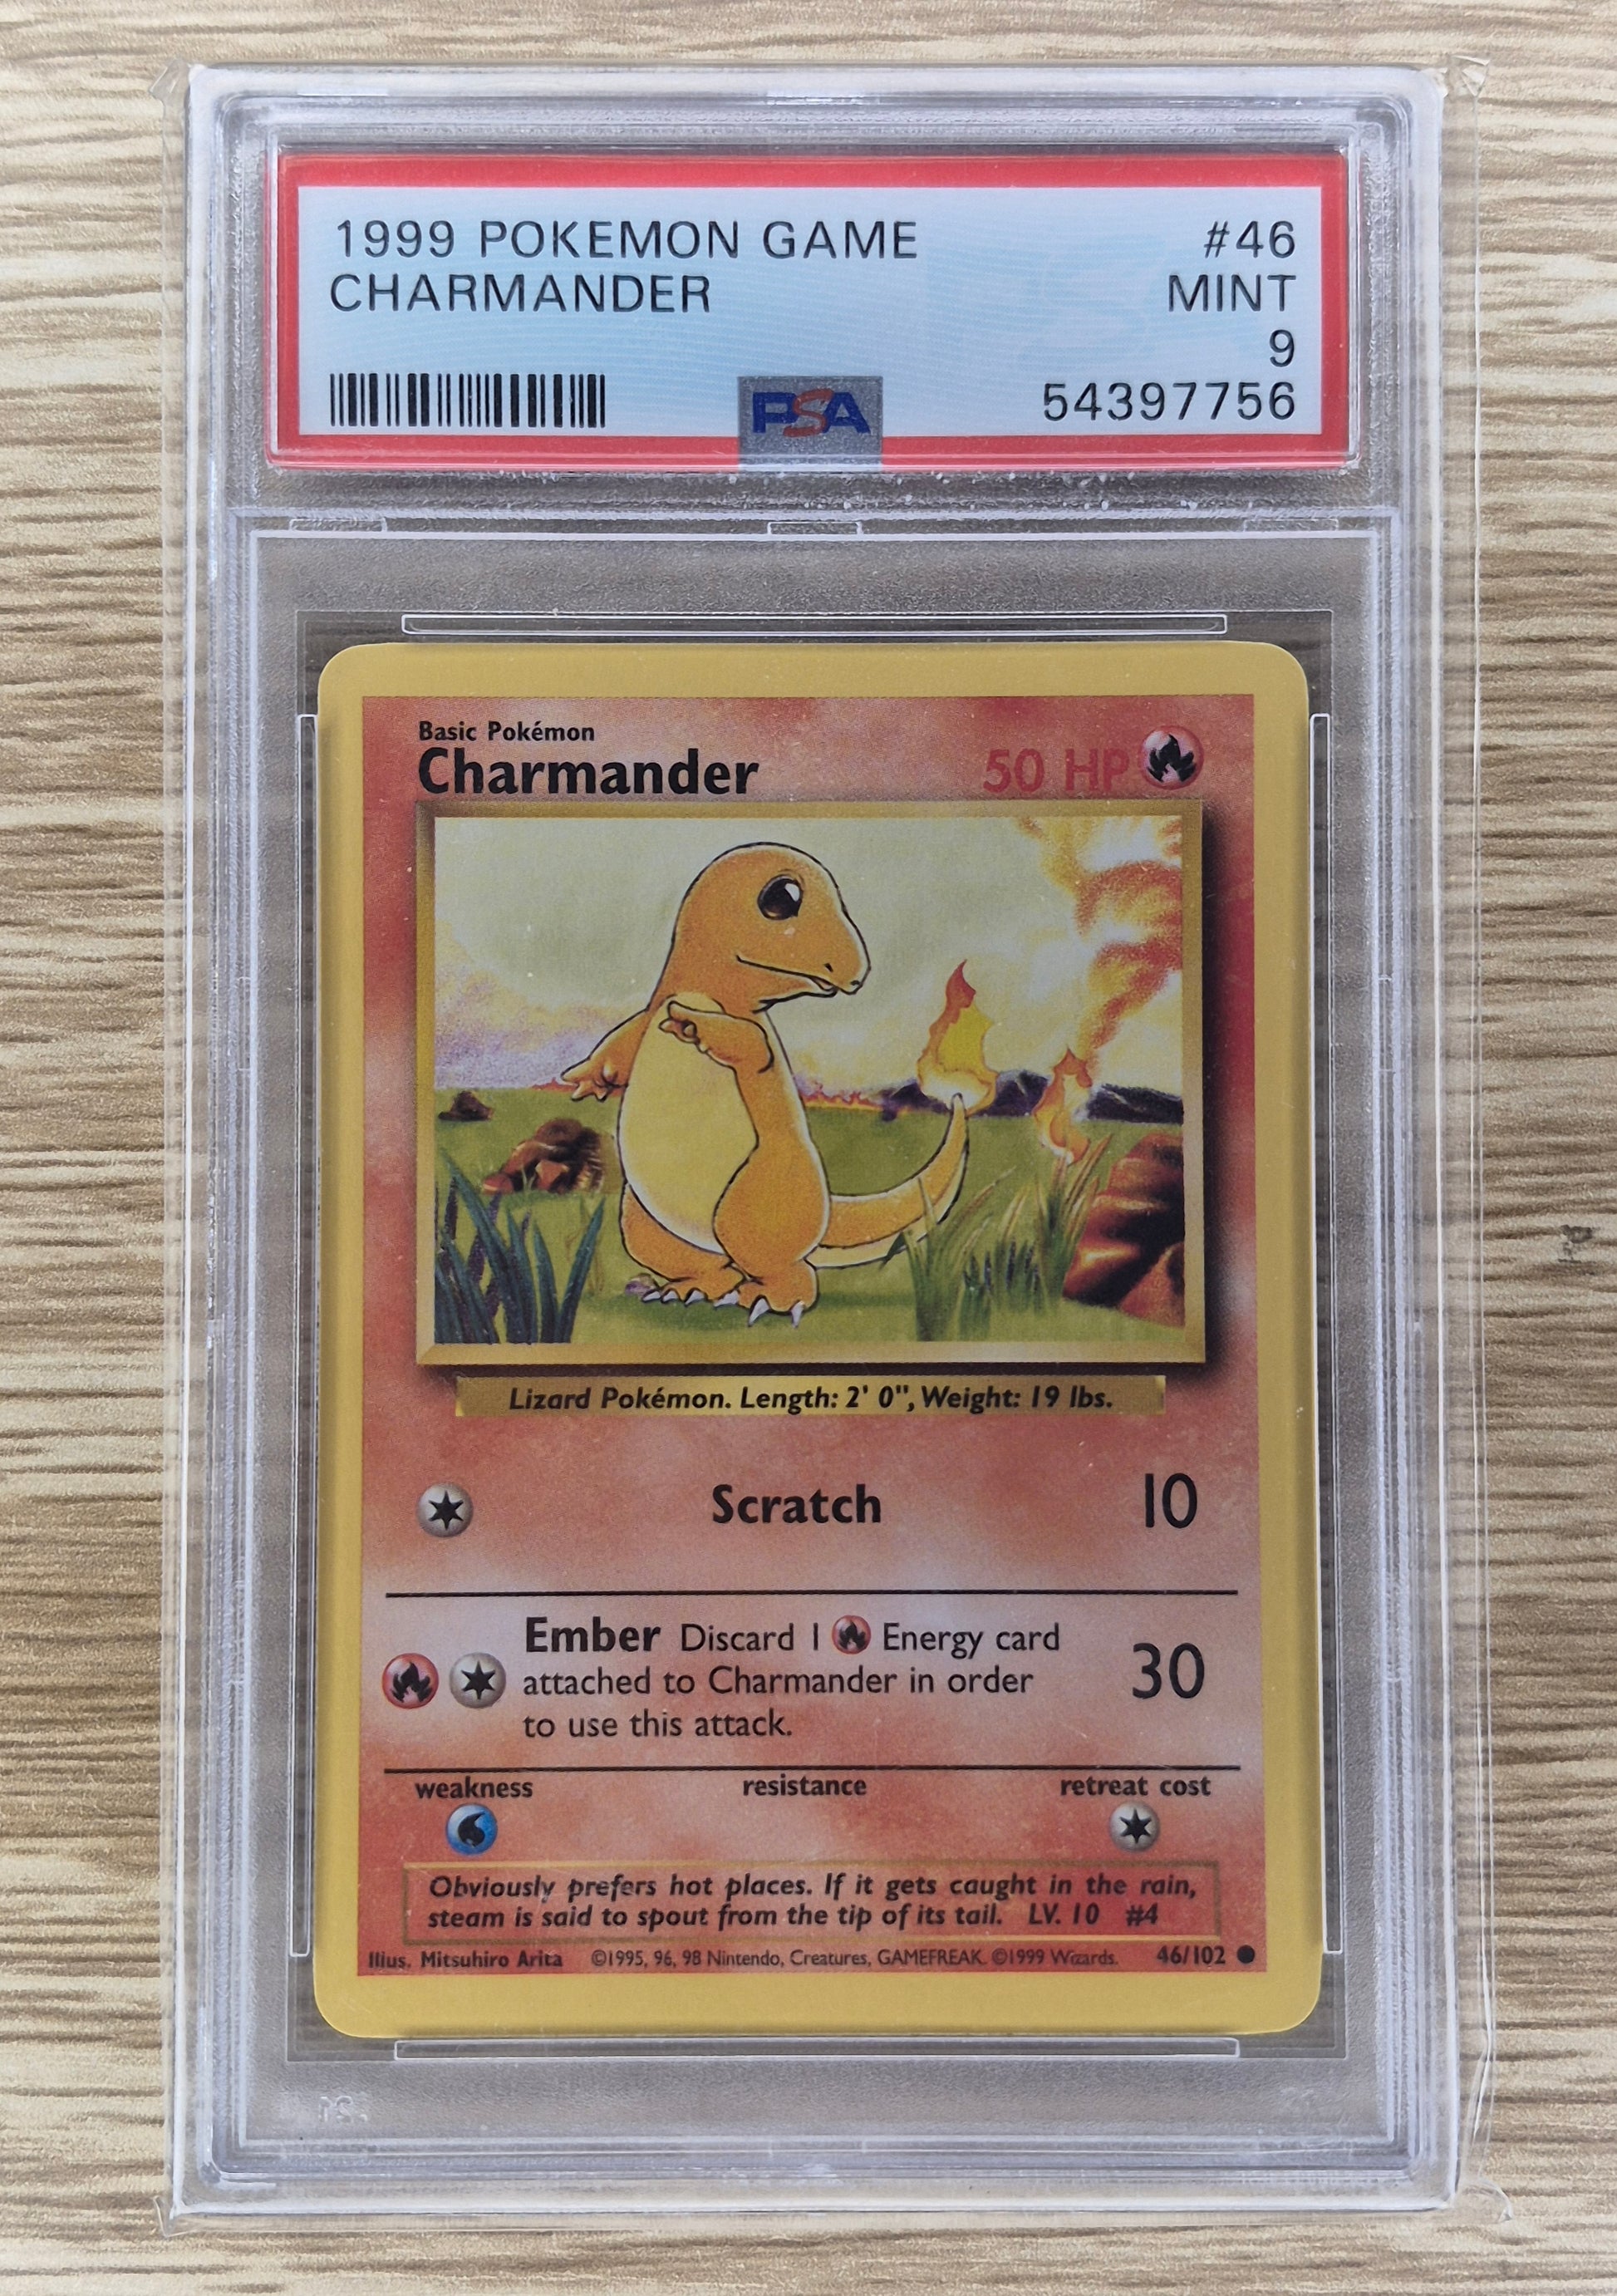 1999 POKEMON GAME #46
CHARMANDER MINT
9
PSA 54397756
Basic Pokémon
Charmander 50 HP
Lizard Pokémon. Length: 2' 0", Weight: 19 lbs.
Scratch 10
Ember Discard 1 Energy card
attached to Charmander in order
to use this attack.
30
weakness resistance retreat cost
Obviously prefers hot places. If it gets caught in the rain,
steam is said to spout from the tip of its tail. LV. 10 #4
Illus. Mitsuhiro Arita ©1995, 96, 98 Nintendo, Creatures, GAMEFREAK. ©1999 Wizards. 46/102